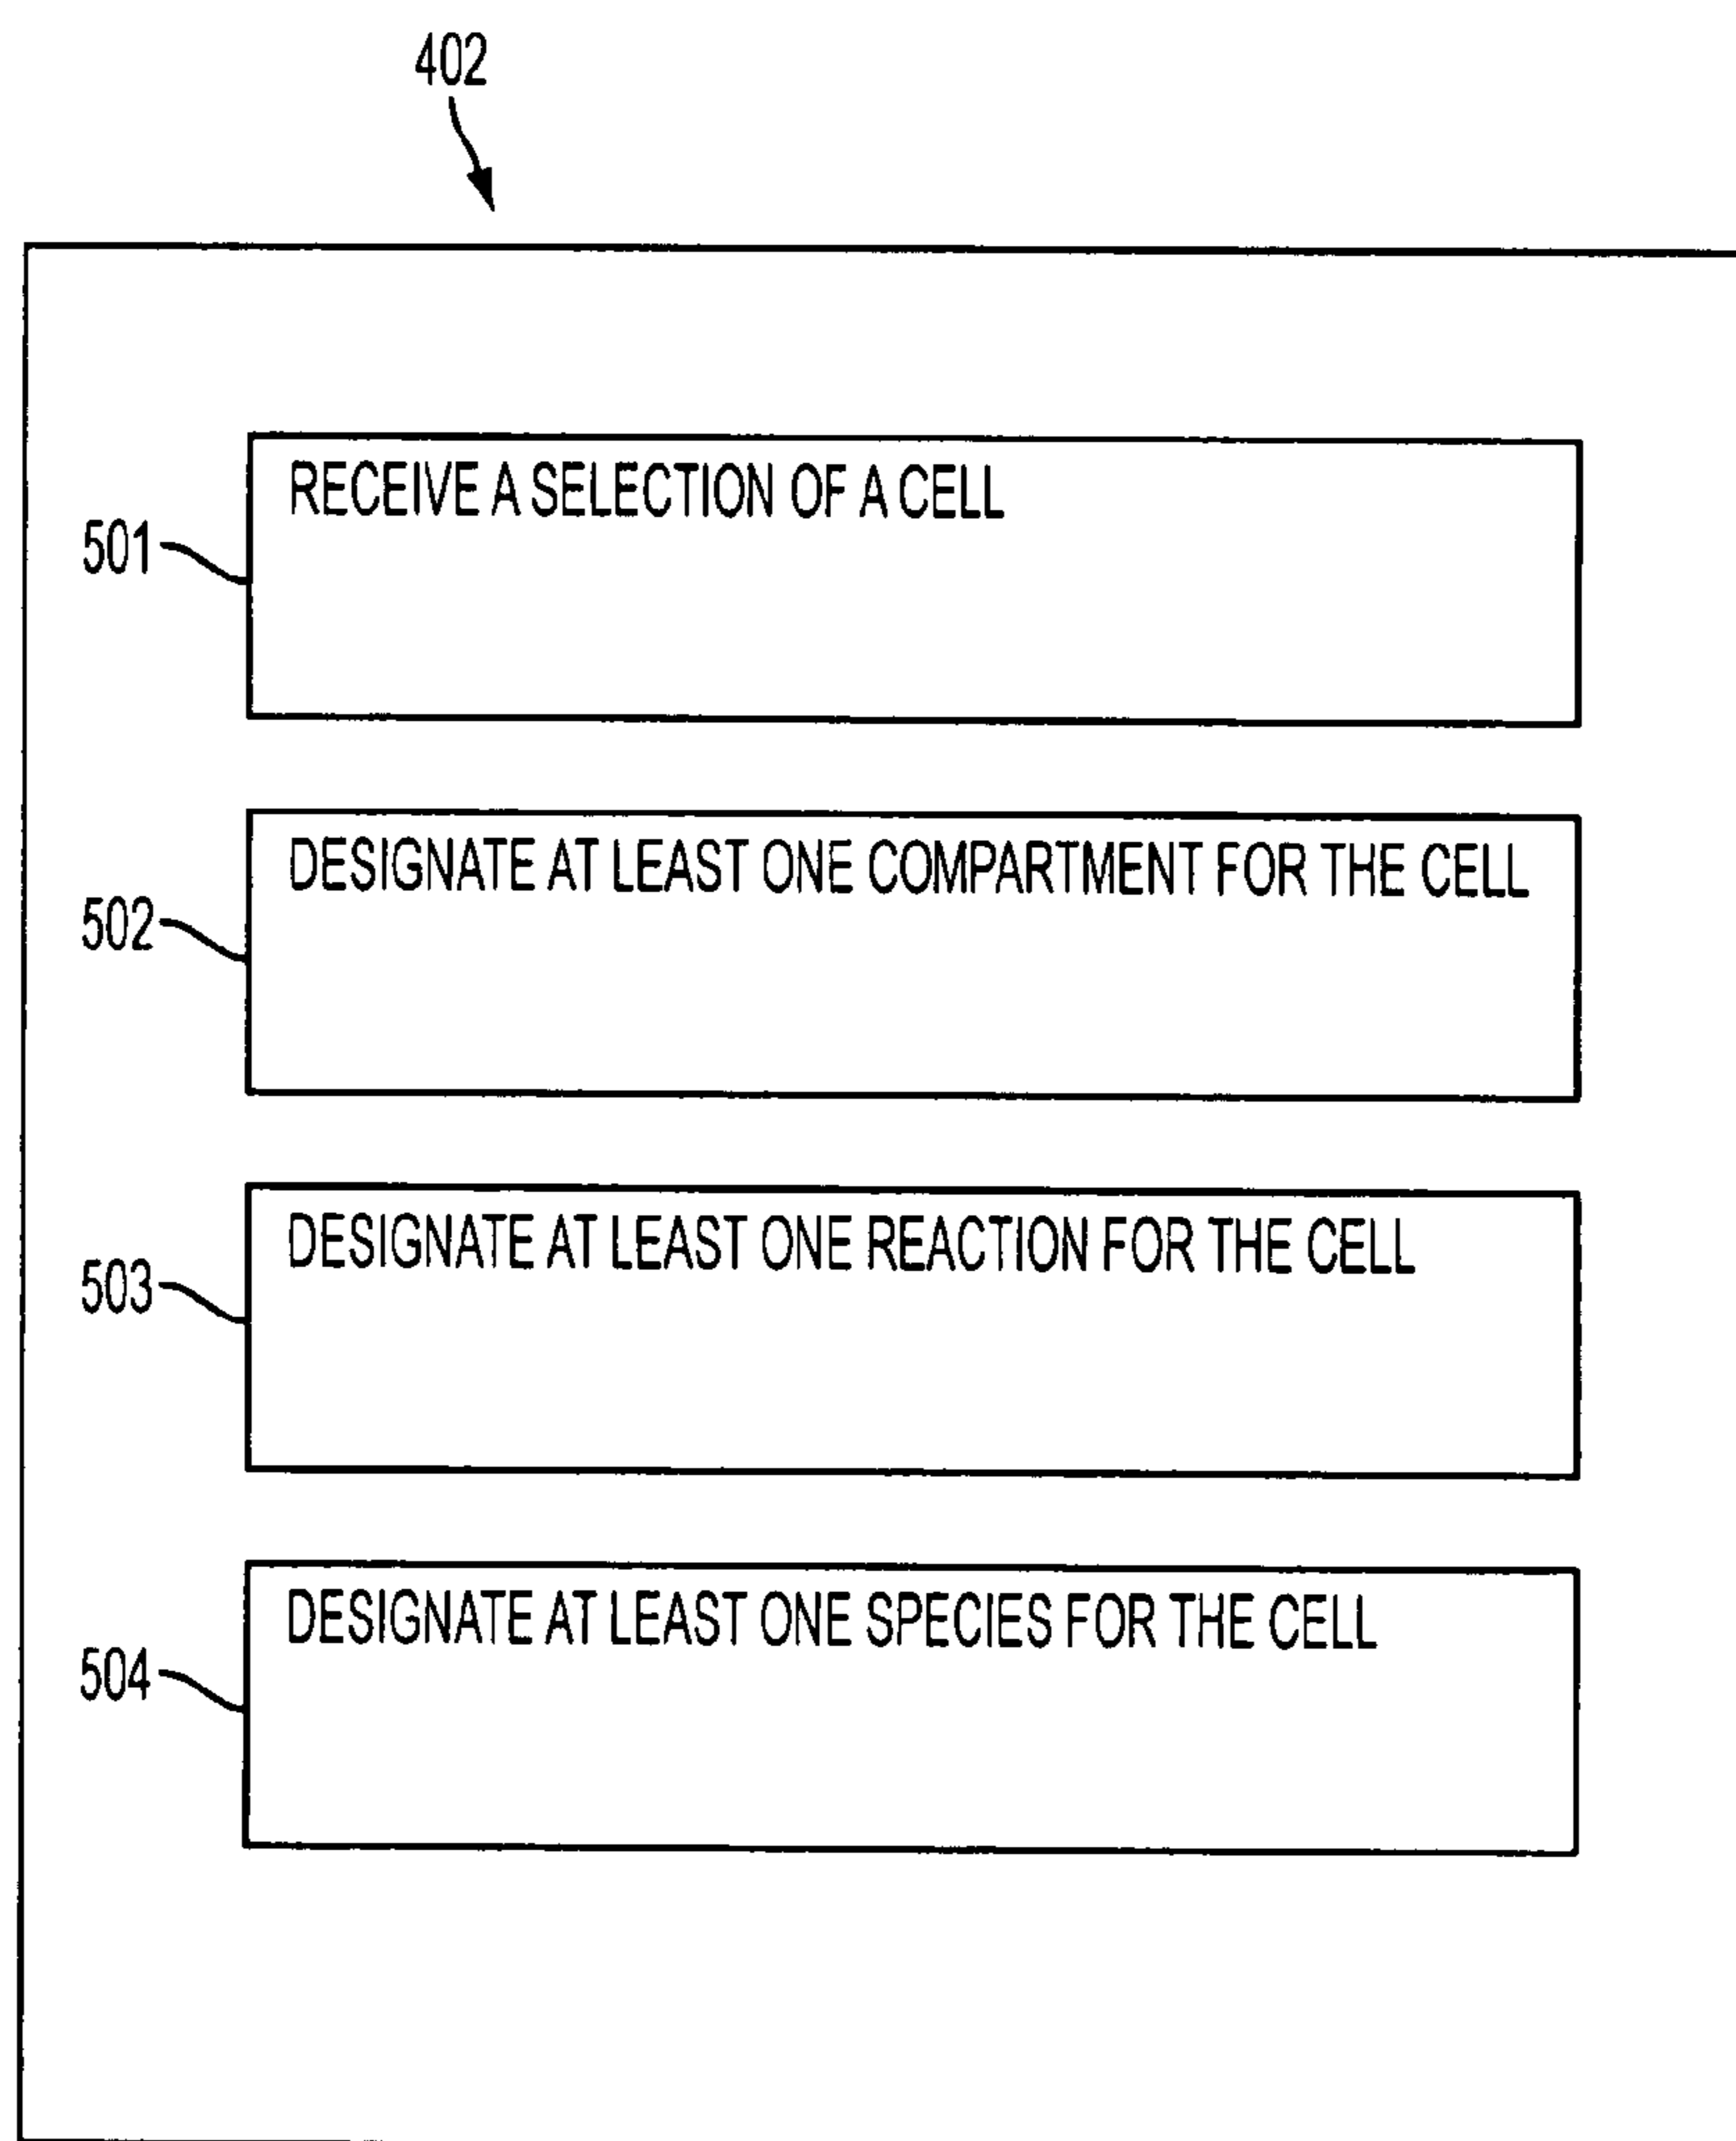 402
RECEIVE A SELECTION OF A CELL
501
DESIGNATE AT LEAST ONE COMPARTMENT FOR THE CELL
502
DESIGNATE AT LEAST ONE REACTION FOR THE CELL
503
DESIGNATE AT LEAST ONE SPECIES FOR THE CELL
504